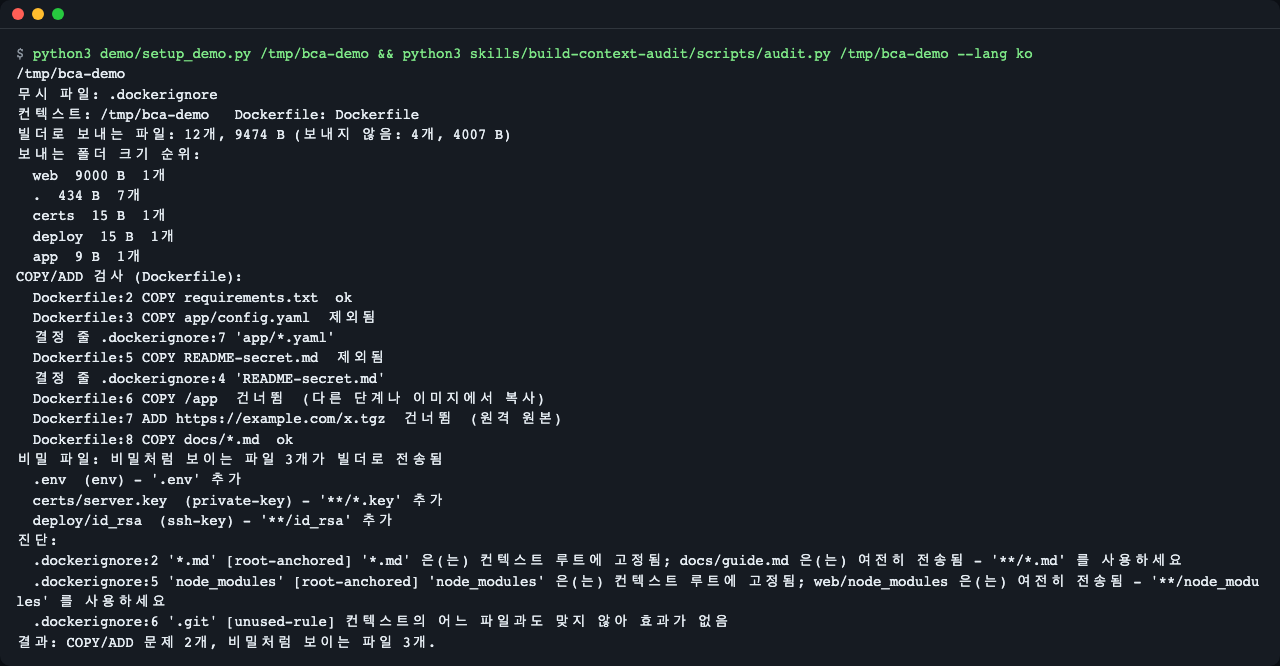 $ python3 demo/setup_demo.py /tmp/bca-demo && python3 skills/build-context-audit/scripts/audit.py /tmp/bca-demo --lang ko
/tmp/bca-demo
무시 파일: .dockerignore
컨텍스트: /tmp/bca-demo   Dockerfile: Dockerfile
빌더로 보내는 파일: 12개, 9474 B (보내지 않음: 4개, 4007 B)
보내는 폴더 크기 순위:
  web  9000 B  1개
  .  434 B  7개
  certs  15 B  1개
  deploy  15 B  1개
  app  9 B  1개
COPY/ADD 검사 (Dockerfile):
  Dockerfile:2 COPY requirements.txt  ok
  Dockerfile:3 COPY app/config.yaml  제외됨
  결정 줄 .dockerignore:7 'app/*.yaml'
  Dockerfile:5 COPY README-secret.md  제외됨
  결정 줄 .dockerignore:4 'README-secret.md'
  Dockerfile:6 COPY /app  건너뜀  (다른 단계나 이미지에서 복사)
  Dockerfile:7 ADD https://example.com/x.tgz  건너뜀  (원격 원본)
  Dockerfile:8 COPY docs/*.md  ok
비밀 파일: 비밀처럼 보이는 파일 3개가 빌더로 전송됨
  .env  (env) - '.env' 추가
  certs/server.key  (private-key) - '**/*.key' 추가
  deploy/id_rsa  (ssh-key) - '**/id_rsa' 추가
진단:
  .dockerignore:2 '*.md' [root-anchored] '*.md' 은(는) 컨텍스트 루트에 고정됨; docs/guide.md 은(는) 여전히 전송됨 - '**/*.md' 를 사용하세요
  .dockerignore:5 'node_modules' [root-anchored] 'node_modules' 은(는) 컨텍스트 루트에 고정됨; web/node_modules 은(는) 여전히 전송됨 - '**/node_modu
les' 를 사용하세요
  .dockerignore:6 '.git' [unused-rule] 컨텍스트의 어느 파일과도 맞지 않아 효과가 없음
결과: COPY/ADD 문제 2개, 비밀처럼 보이는 파일 3개.